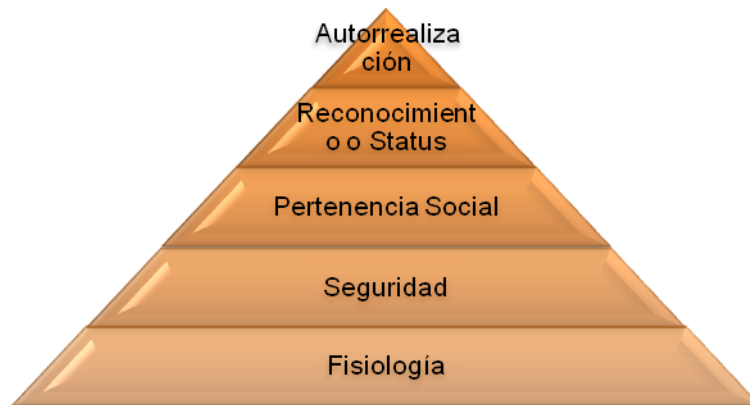 Autorrealiza
ción
Reconocimient
o o Status
Pertenencia Social
Seguridad
Fisiología